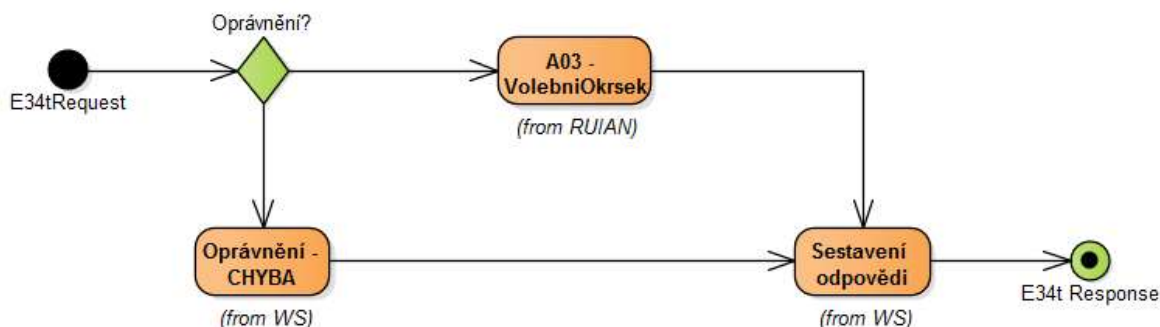 Oprávnění?
E34tRequest
A03 -
VolebniOkrsek
(from RUIAN)
Oprávnění -
CHYBA
(from WS)
Sestavení
odpovědi
(from WS)
E34t Response